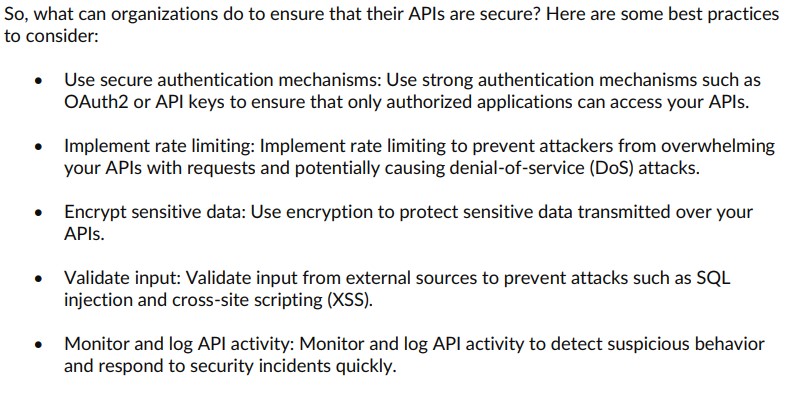 So, what can organizations do to ensure that their APIs are secure? Here are some best practices
to consider:
• Use secure authentication mechanisms: Use strong authentication mechanisms such as
OAuth2 or API keys to ensure that only authorized applications can access your APIs.
• Implement rate limiting: Implement rate limiting to prevent attackers from overwhelming
your APIs with requests and potentially causing denial-of-service (DoS) attacks.
• Encrypt sensitive data: Use encryption to protect sensitive data transmitted over your
APIs.
• Validate input: Validate input from external sources to prevent attacks such as SQL
injection and cross-site scripting (XSS).
• Monitor and log API activity: Monitor and log API activity to detect suspicious behavior
and respond to security incidents quickly.